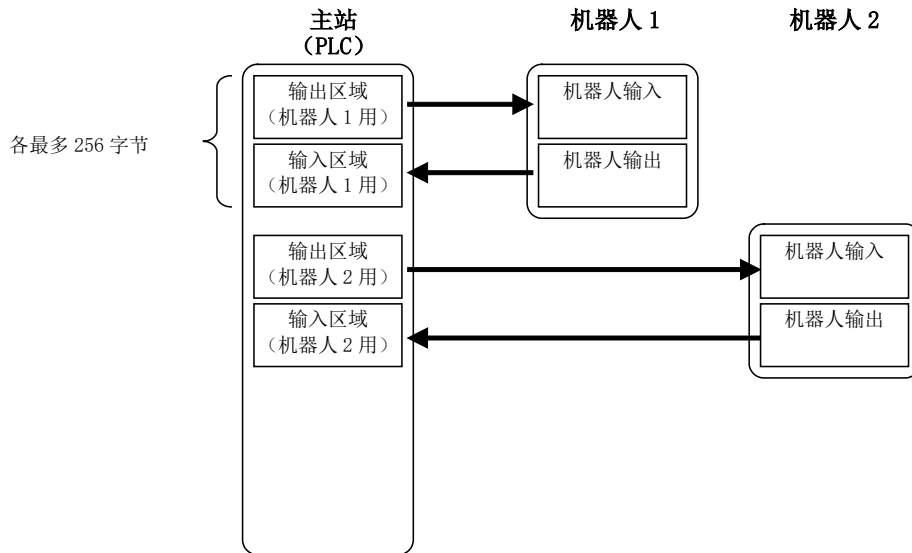 主站
（PLC）
机器人 1
机器人 2
各最多 256 字节
输出区域
（机器人 1 用）
机器人输入
输入区域
（机器人 1 用）
机器人输出
输出区域
（机器人 2 用）
机器人输入
输入区域
（机器人 2 用）
机器人输出